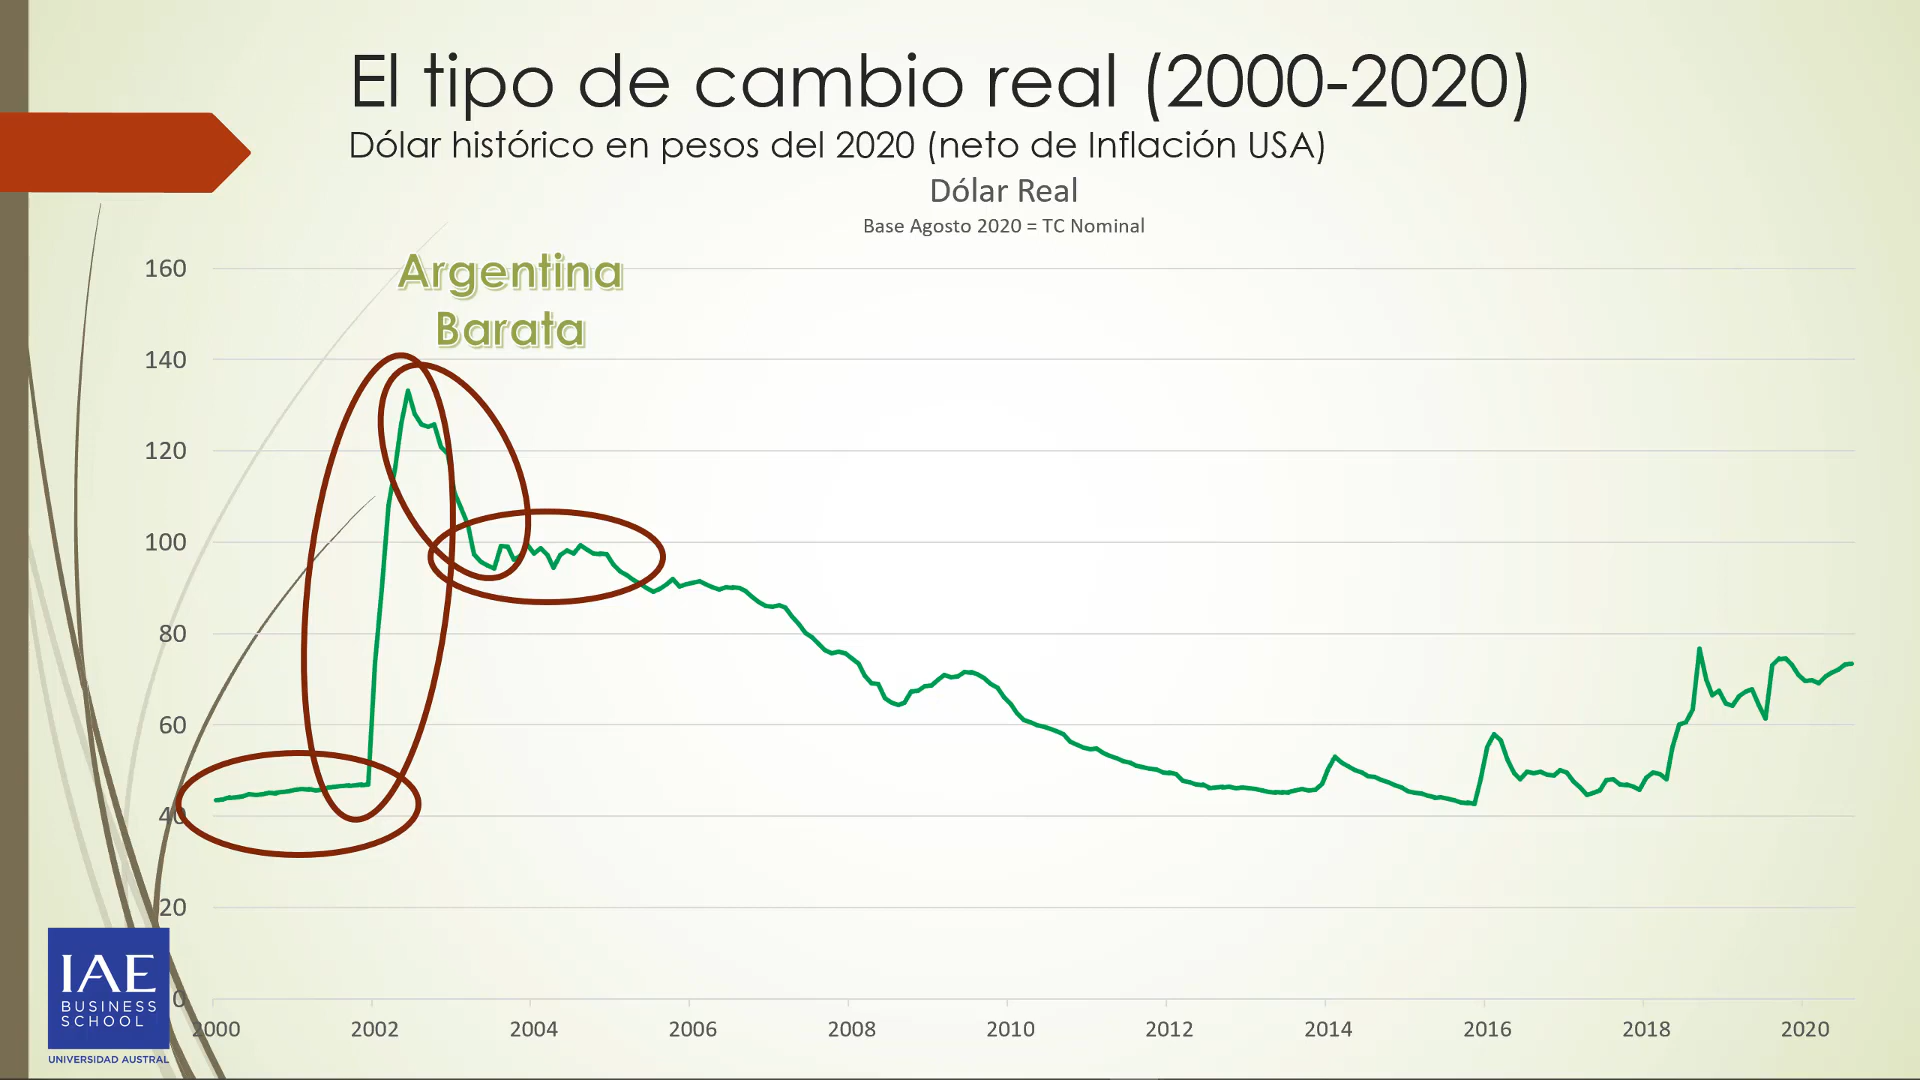 El tipo de cambio real (2000-2020)
Dólar histórico en pesos del 2020 (neto de Inflación USA)
Dólar Real
Base Agosto 2020 = TC Nominal
Argentina
Barata
160
140
120
100
80
60
40
20
0
2000 2002 2004 2006 2008 2010 2012 2014 2016 2018 2020
IAE
BUSINESS
SCHOOL
UNIVERSIDAD AUSTRAL